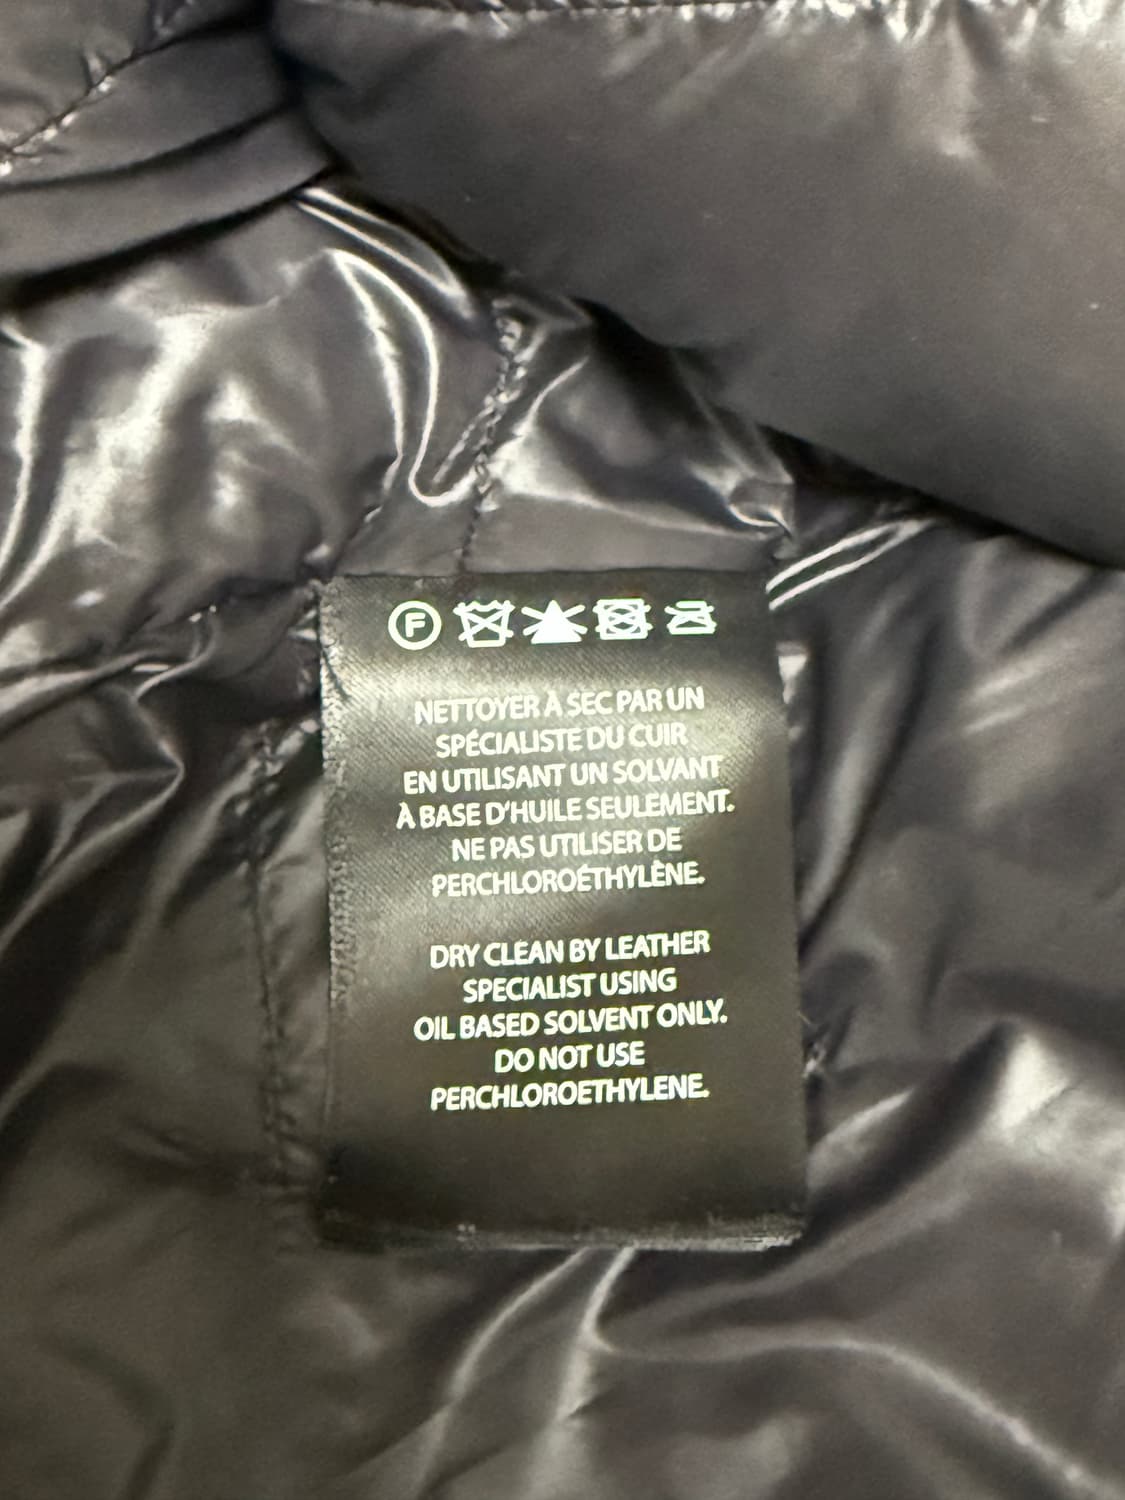 F
NETTOYER À SEC PAR UN
SPÉCIALISTE DU CUIR
EN UTILISANT UN SOLVANT
À BASE D'HUILE SEULEMENT.
NE PAS UTILISER DE
PERCHLOROÉTHYLÈNE.
DRY CLEAN BY LEATHER
SPECIALIST USING
OIL BASED SOLVENT ONLY.
DO NOT USE
PERCHLOROETHYLENE.